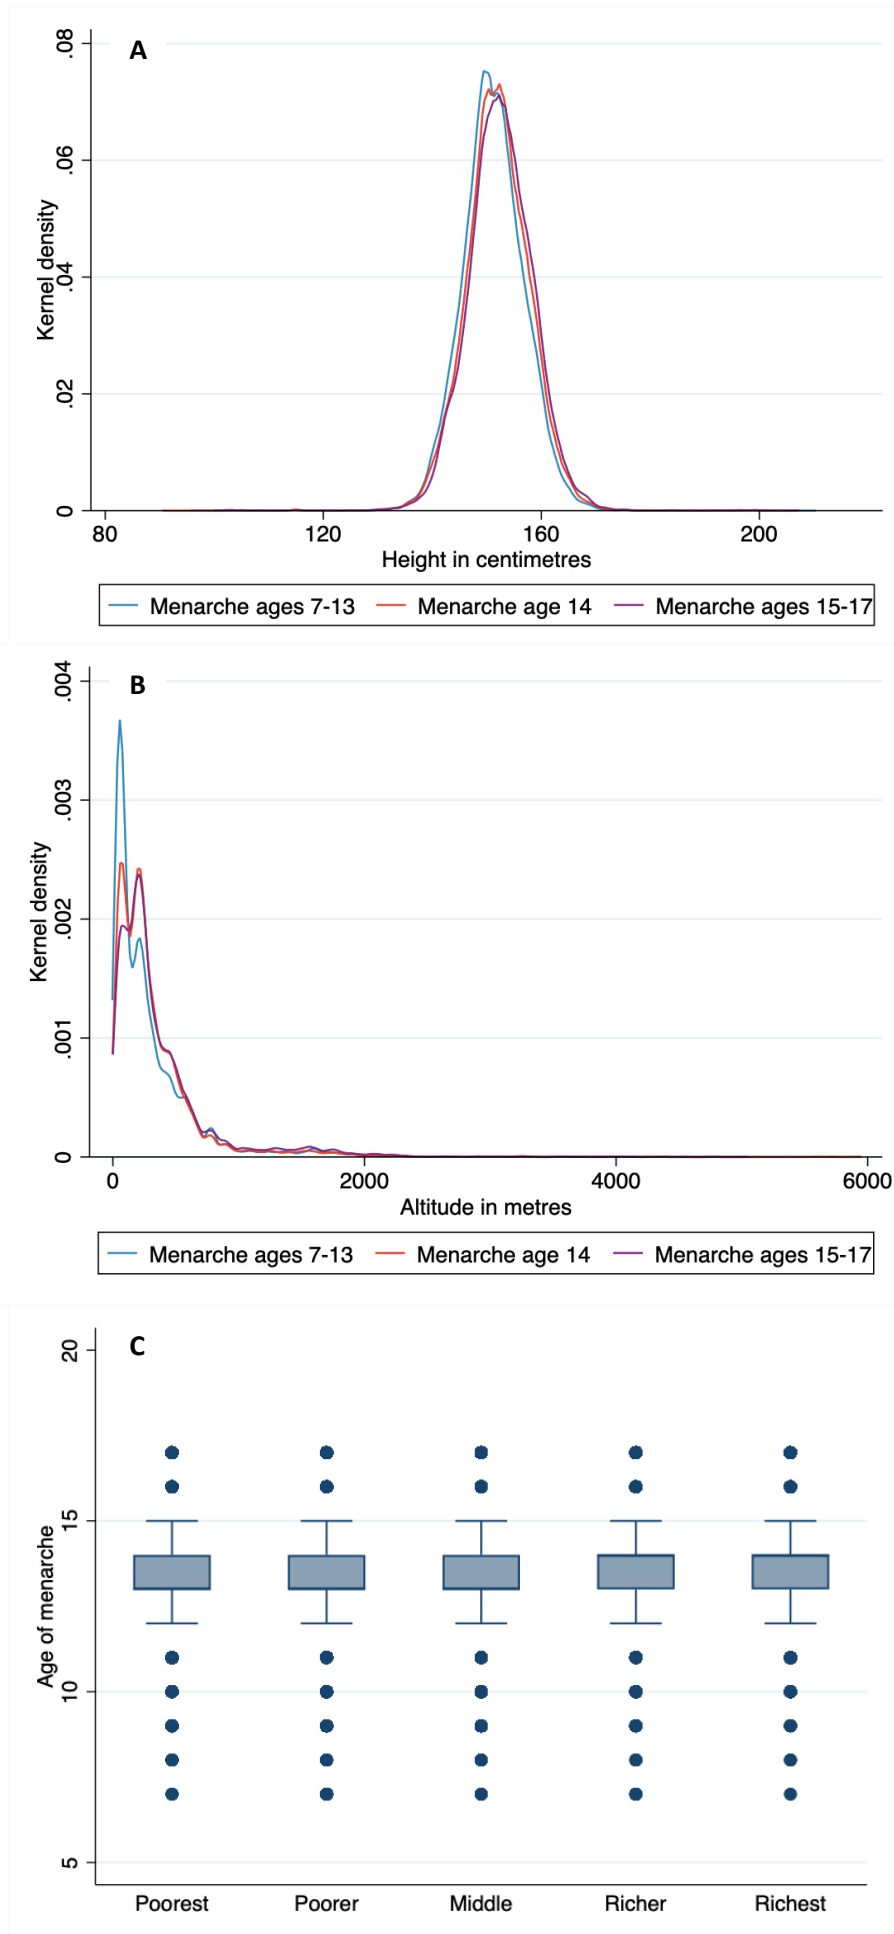 A
.08
.06
.04
.02
0
Kernel density
80 120 160 200
Height in centimetres
Menarche ages 7-13 Menarche age 14 Menarche ages 15-17
B
.004
.003
.002
.001
0
Kernel density
0 2000 4000 6000
Altitude in metres
Menarche ages 7-13 Menarche age 14 Menarche ages 15-17
C
20
15
10
5
Age of menarche
Poorest Poorer Middle Richer Richest